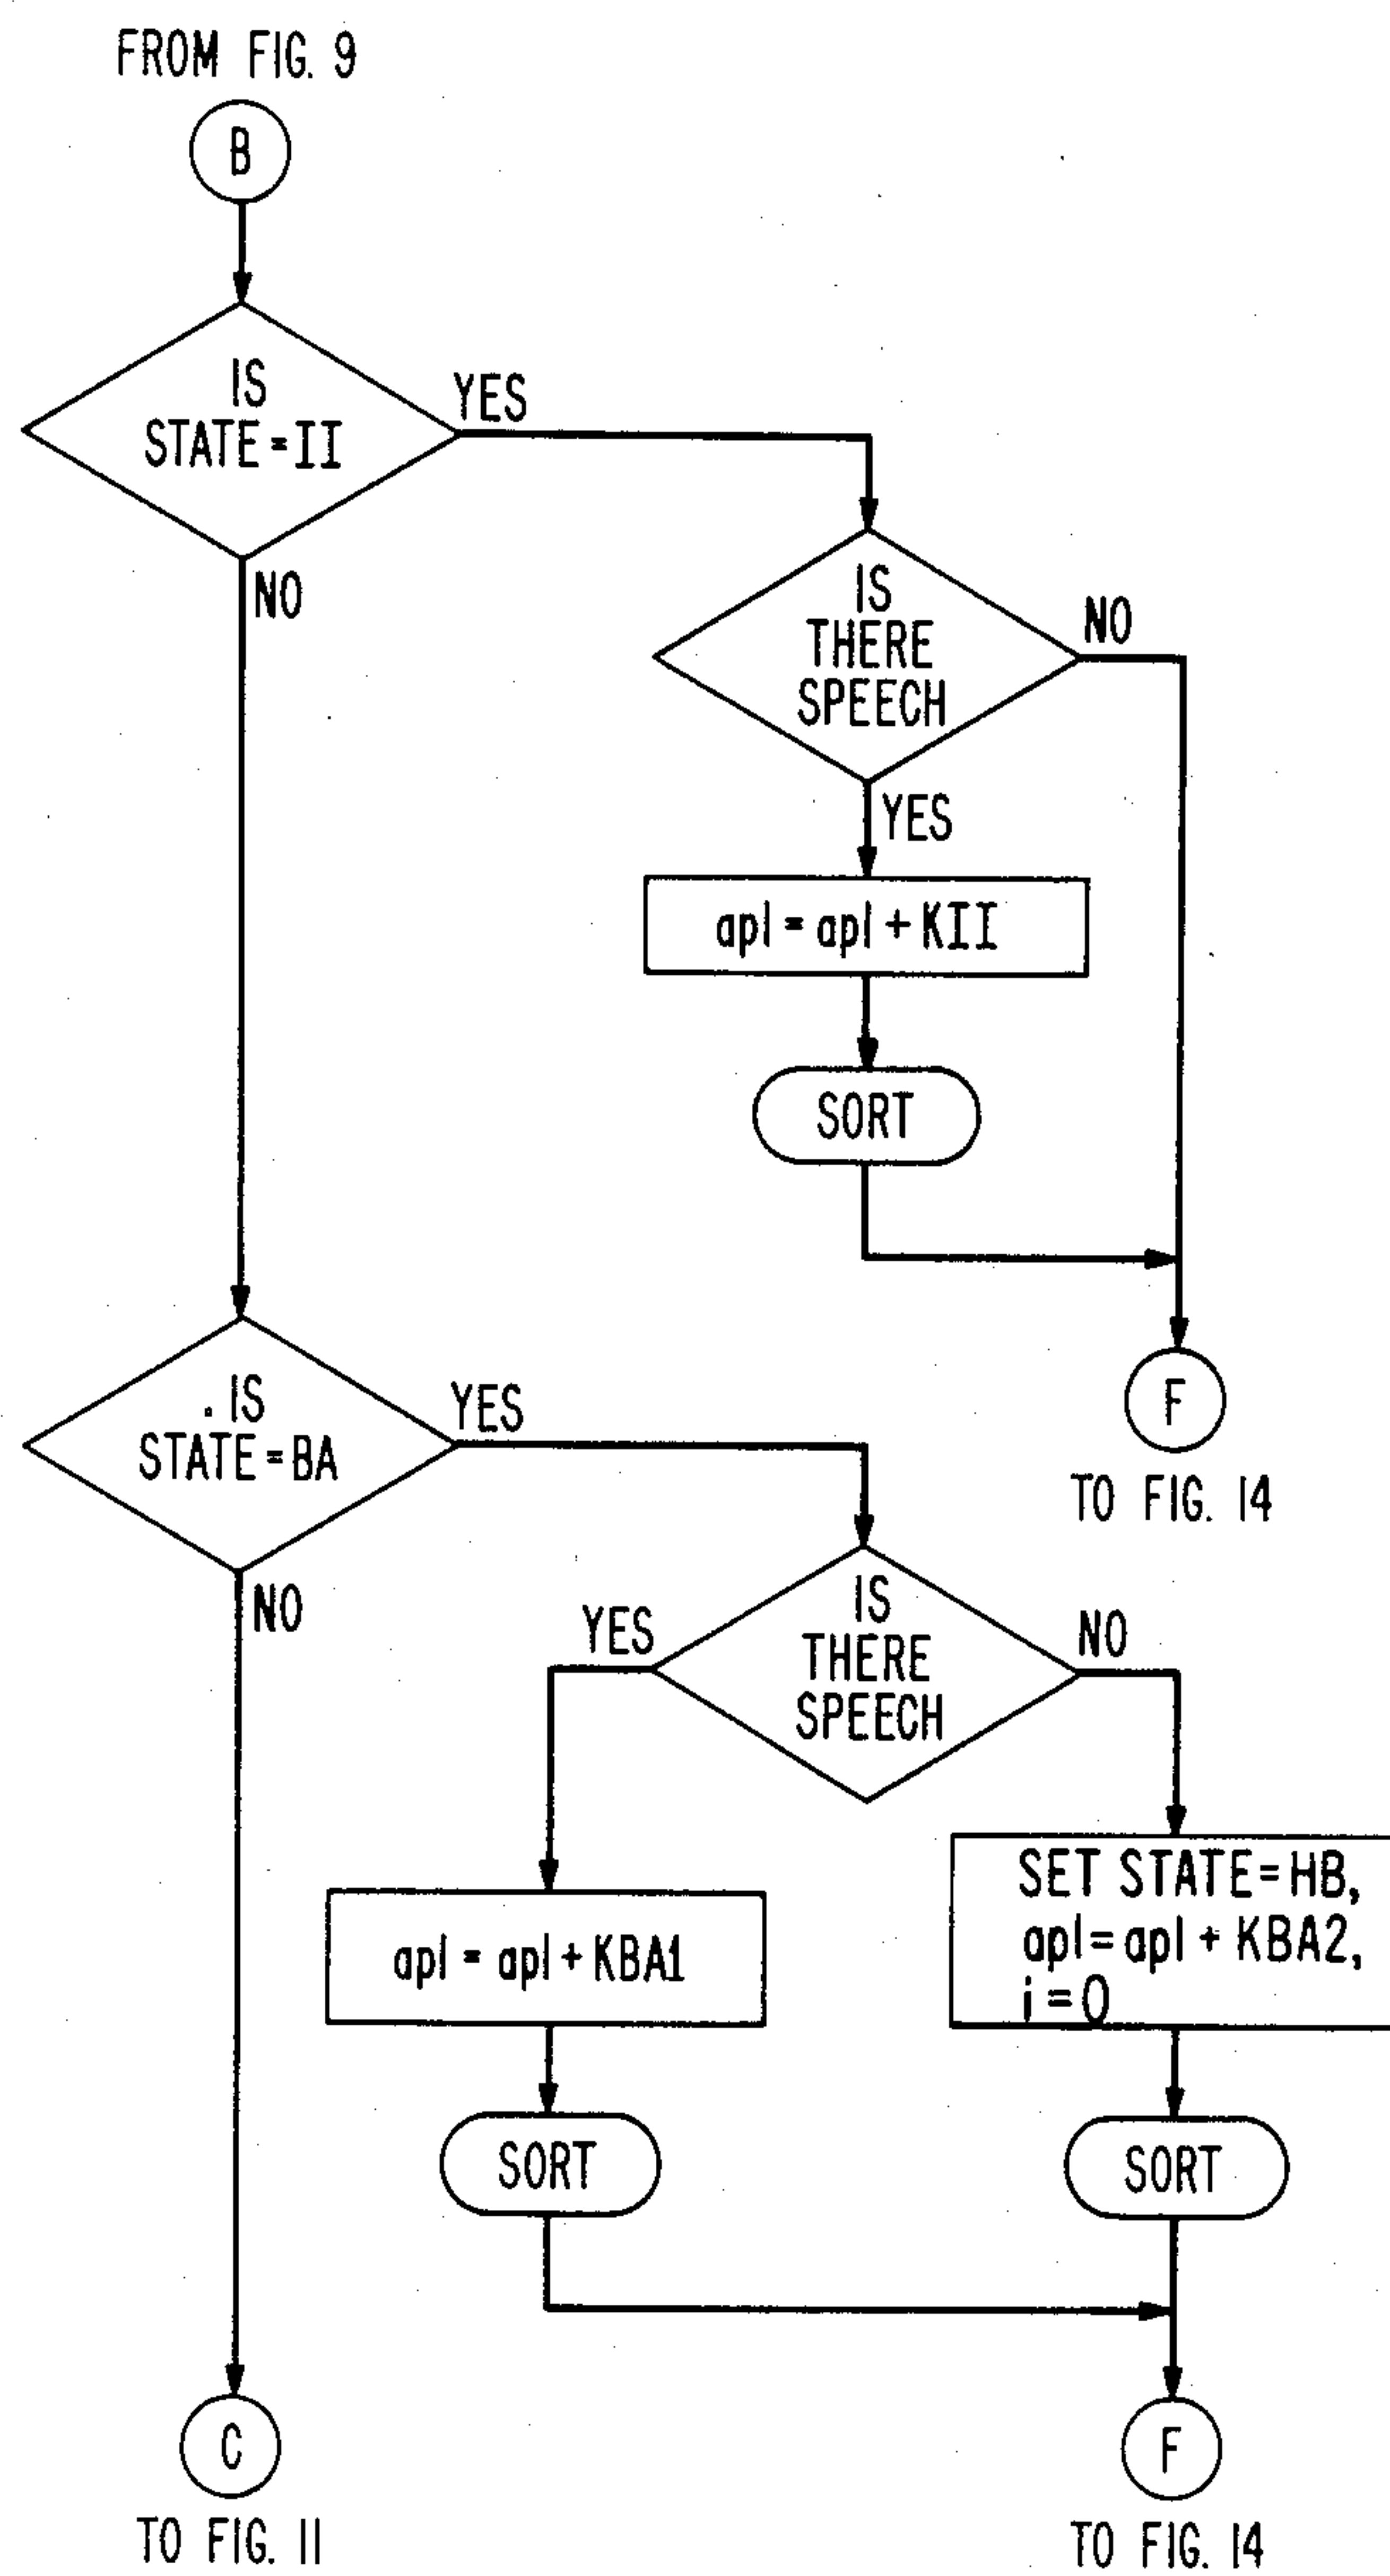 FROM FIG. 9
B
IS
STATE=II
YES
NO
IS
THERE
SPEECH
NO
YES
apl = apl + KII
SORT
F
TO FIG. 14
IS
STATE=BA
YES
NO
IS
THERE
SPEECH
YES
NO
apl = apl + KBA1
SET STATE=HB,
apl = apl + KBA2,
i=0
SORT
SORT
C
TO FIG. 11
F
TO FIG. 14